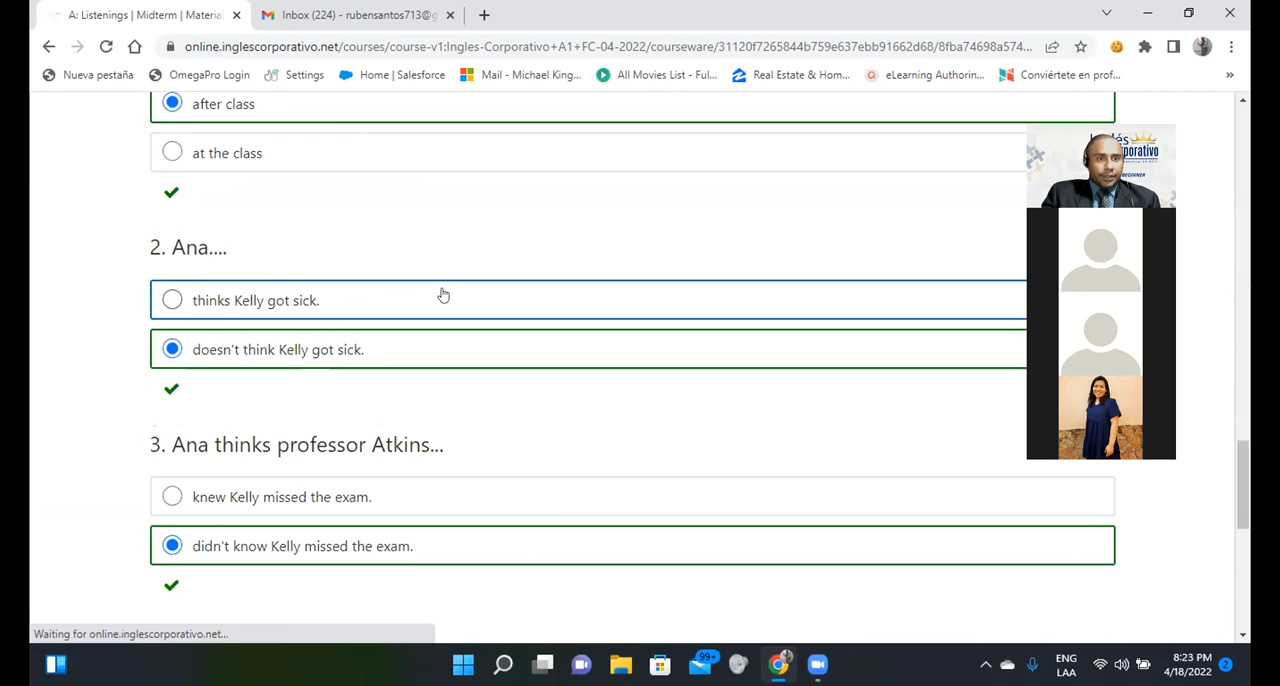 A: Listenings | Midterm | Materia
Inbox (224) - rubensantos713@g
online.inglescorporativo.net/courses/course-v1:Ingles-Corporativo+A1+FC-04-2022/courseware/31120f7265844b759e637ebb91662d68/8fba74698a574...
Nueva pestaña
OmegaPro Login
Settings
Home | Salesforce
Mail - Michael King...
All Movies List - Ful...
Real Estate & Hom...
eLearning Authorin...
Conviértete en prof...
»
after class
at the class
2. Ana....
thinks Kelly got sick.
doesn't think Kelly got sick.
3. Ana thinks professor Atkins...
knew Kelly missed the exam.
didn't know Kelly missed the exam.
Waiting for online.inglescorporativo.net...
99+
ENG
LAA
8:23 PM
4/18/2022
2